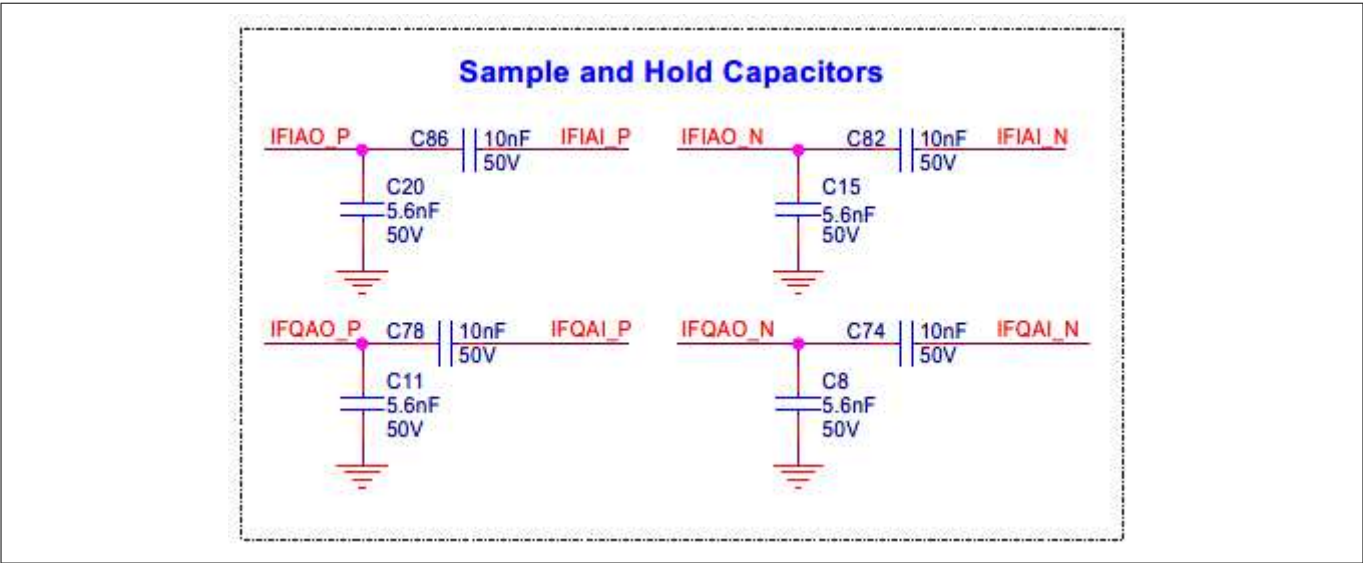 Sample and Hold Capacitors
IFIAO_P C86 10nF IFIAI_P
50V
C20
5.6nF
50V
IFIAO_N C82 10nF IFIAI_N
50V
C15
5.6nF
50V
IFQAO_P C78 10nF IFQAI_P
50V
C11
5.6nF
50V
IFQAO_N C74 10nF IFQAI_N
50V
C8
5.6nF
50V